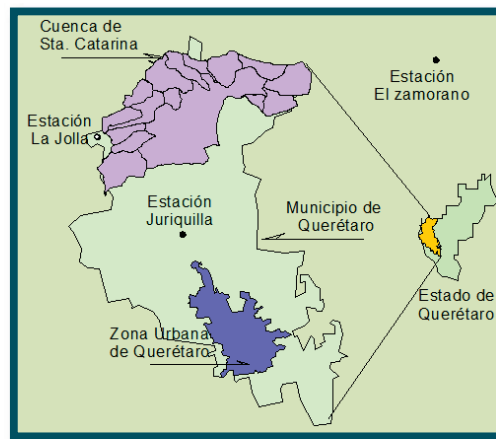 Cuenca de
Sta. Catarina
Estación
El zamorano
Estación
La Jolla
Estación
Juriquilla
Municipio de
Querétaro
Estado de
Querétaro
Zona Urbana
de Querétaro